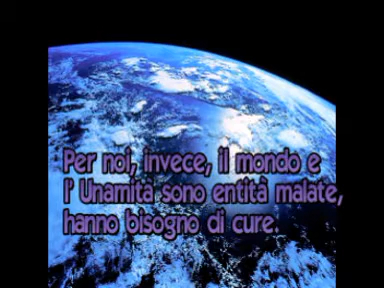 Per noi, invece, il mondo e
l' Unamità sono entità malate,
hanno bisogno di cure.